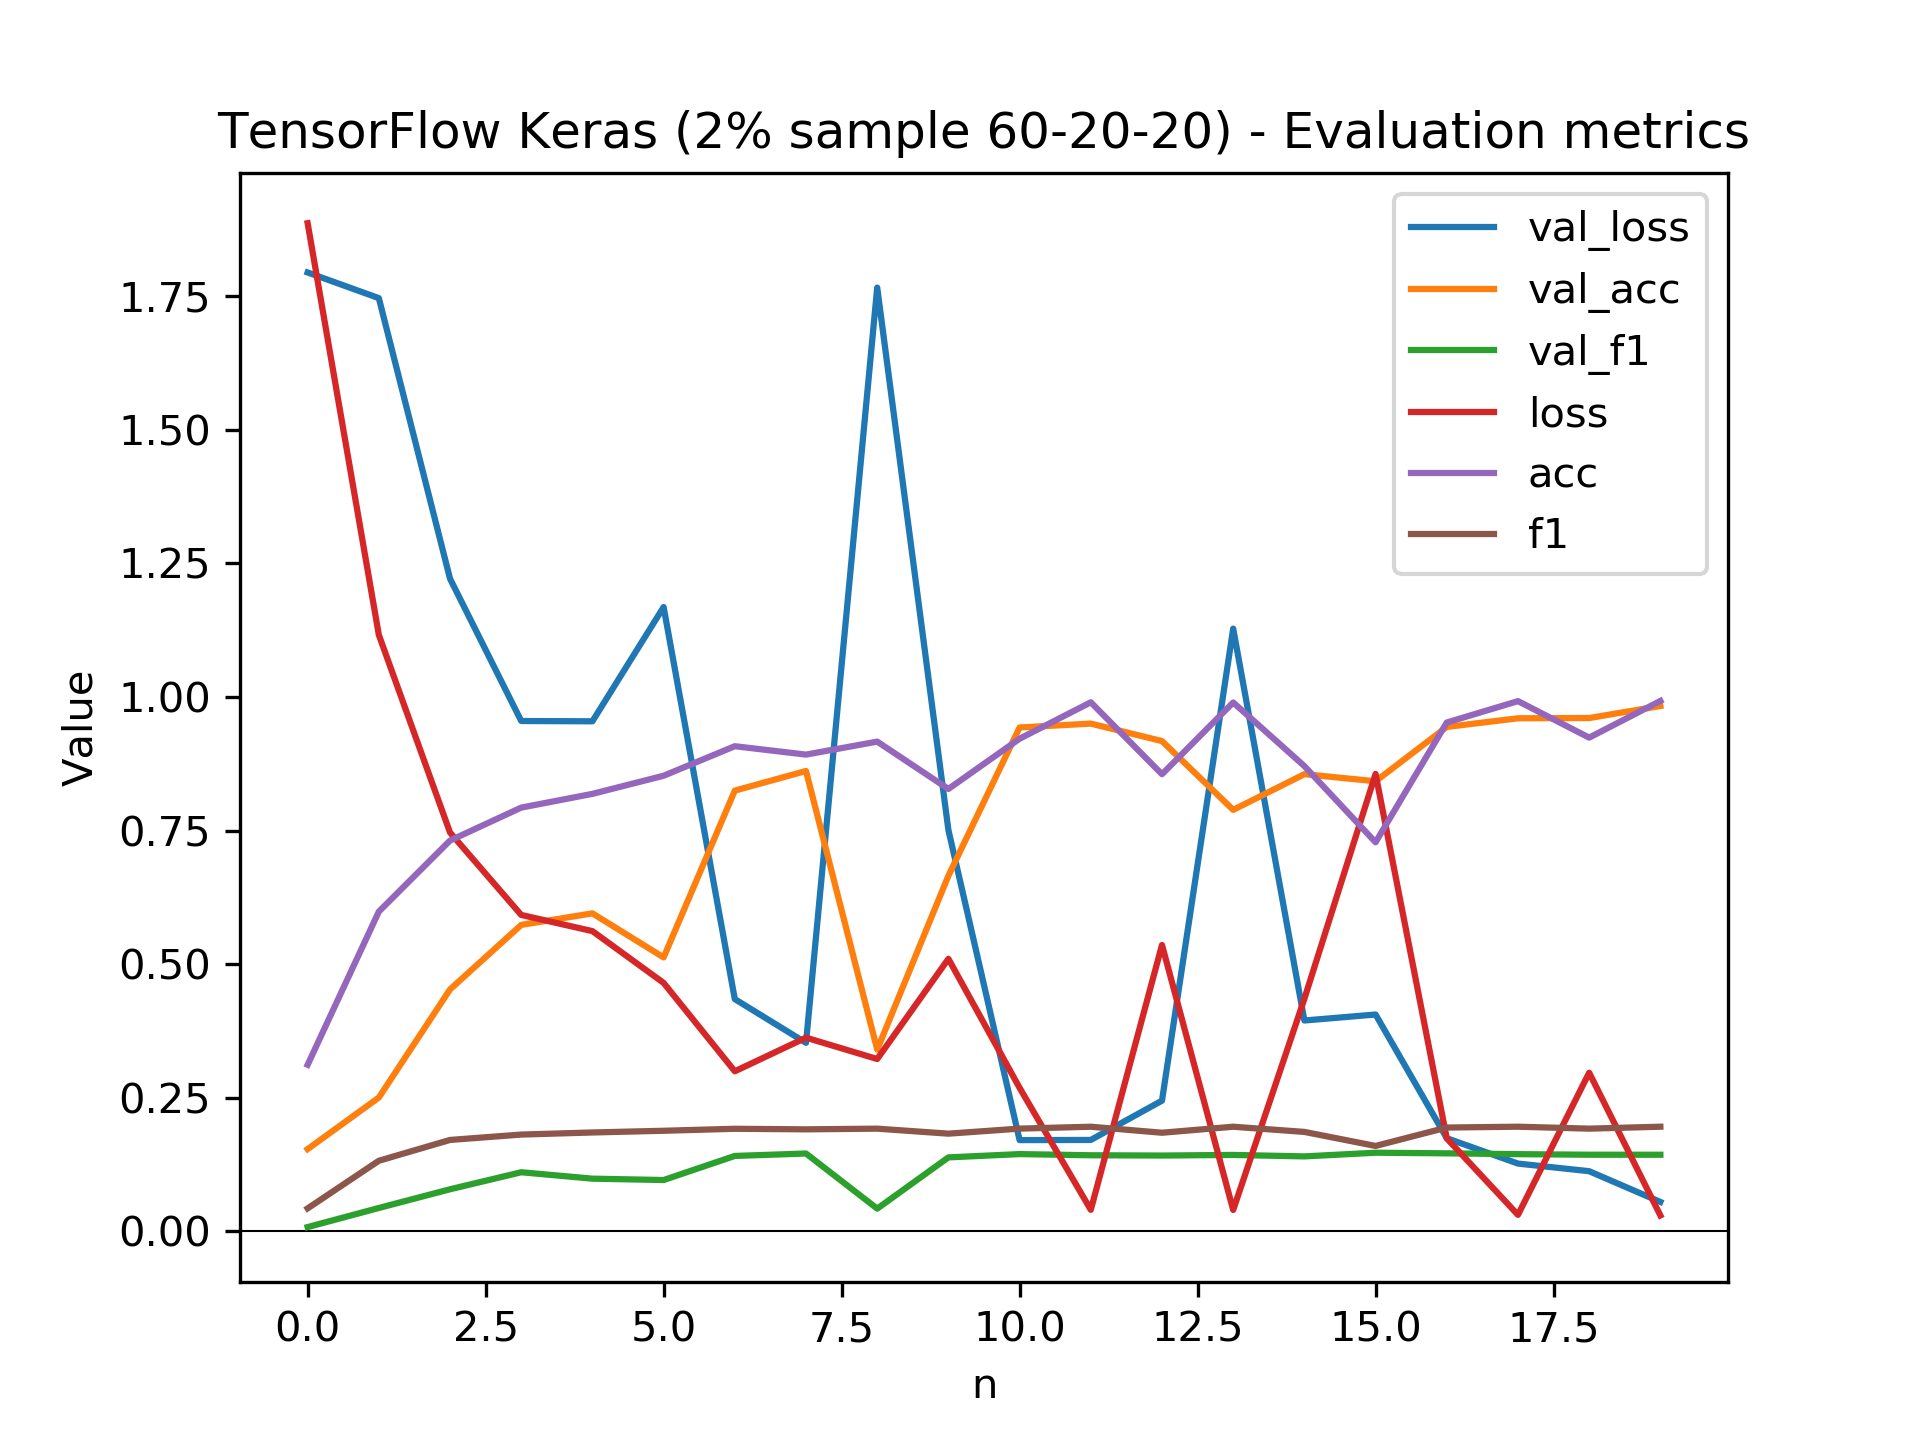 TensorFlow Keras (2% sample 60-20-20) - Evaluation metrics
val_loss
val_acc
val_f1
loss
acc
f1
1.75
1.50
1.25
1.00
0.75
0.50
0.25
0.00
Value
0.0 2.5 5.0 7.5 10.0 12.5 15.0 17.5
n